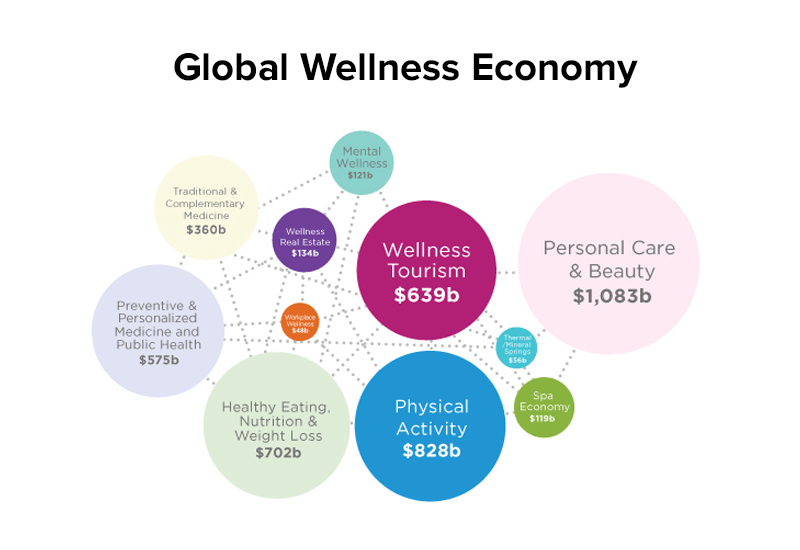 Global Wellness Economy
Mental
Wellness
$121b
Traditional &
Complementary
Medicine
$360b
Wellness
Real Estate
$134b
Wellness
Tourism
$639b
Personal Care
& Beauty
$1,083b
Preventive &
Personalized
Medicine and
Public Health
$575b
Workplace
Wellness
$48b
Thermal
/Mineral
Springs
$56b
Healthy Eating,
Nutrition &
Weight Loss
$702b
Physical
Activity
$828b
Spa
Economy
$119b